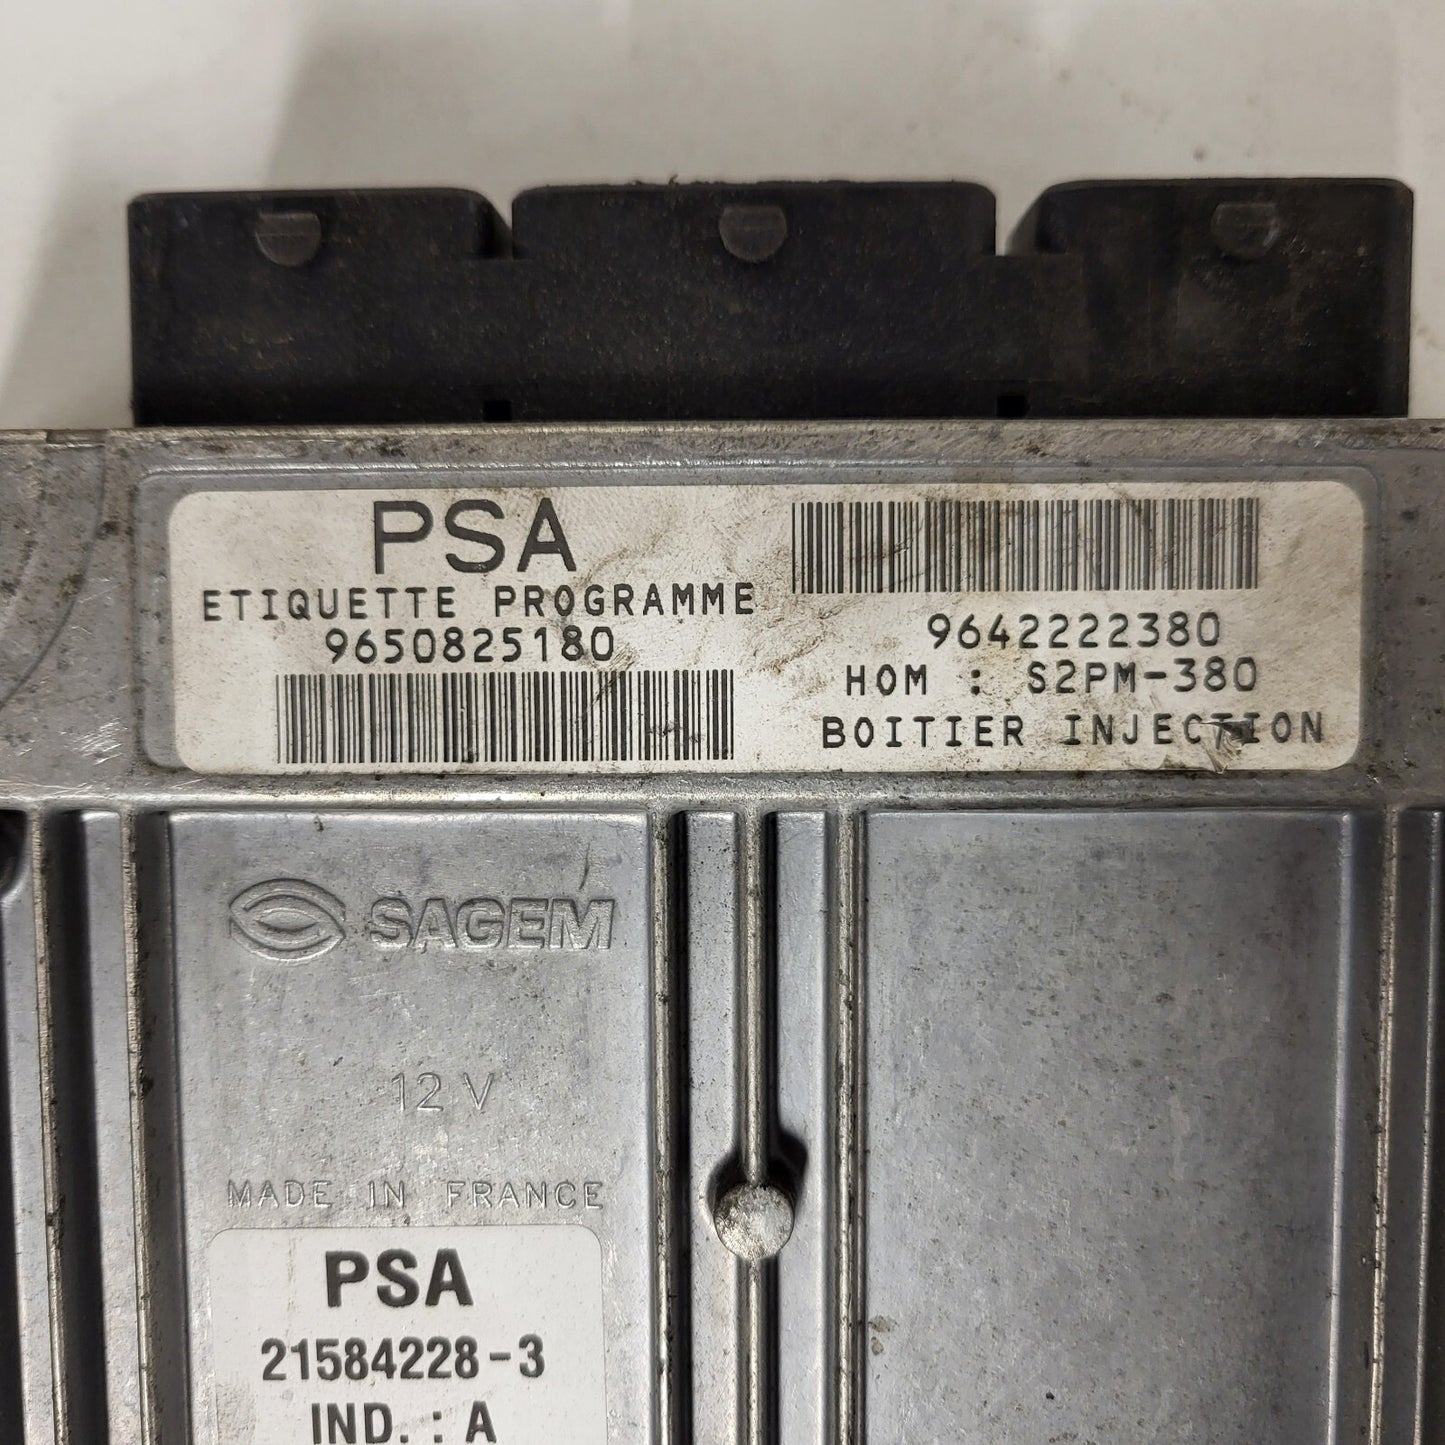 PSA
ETIQUETTE PROGRAMME
9650825180
9642222380
HOM : S2PM-380
BOITIER INJECTION
SAGEM
12 V
MADE IN FRANCE
PSA
21584228-3
IND. : A